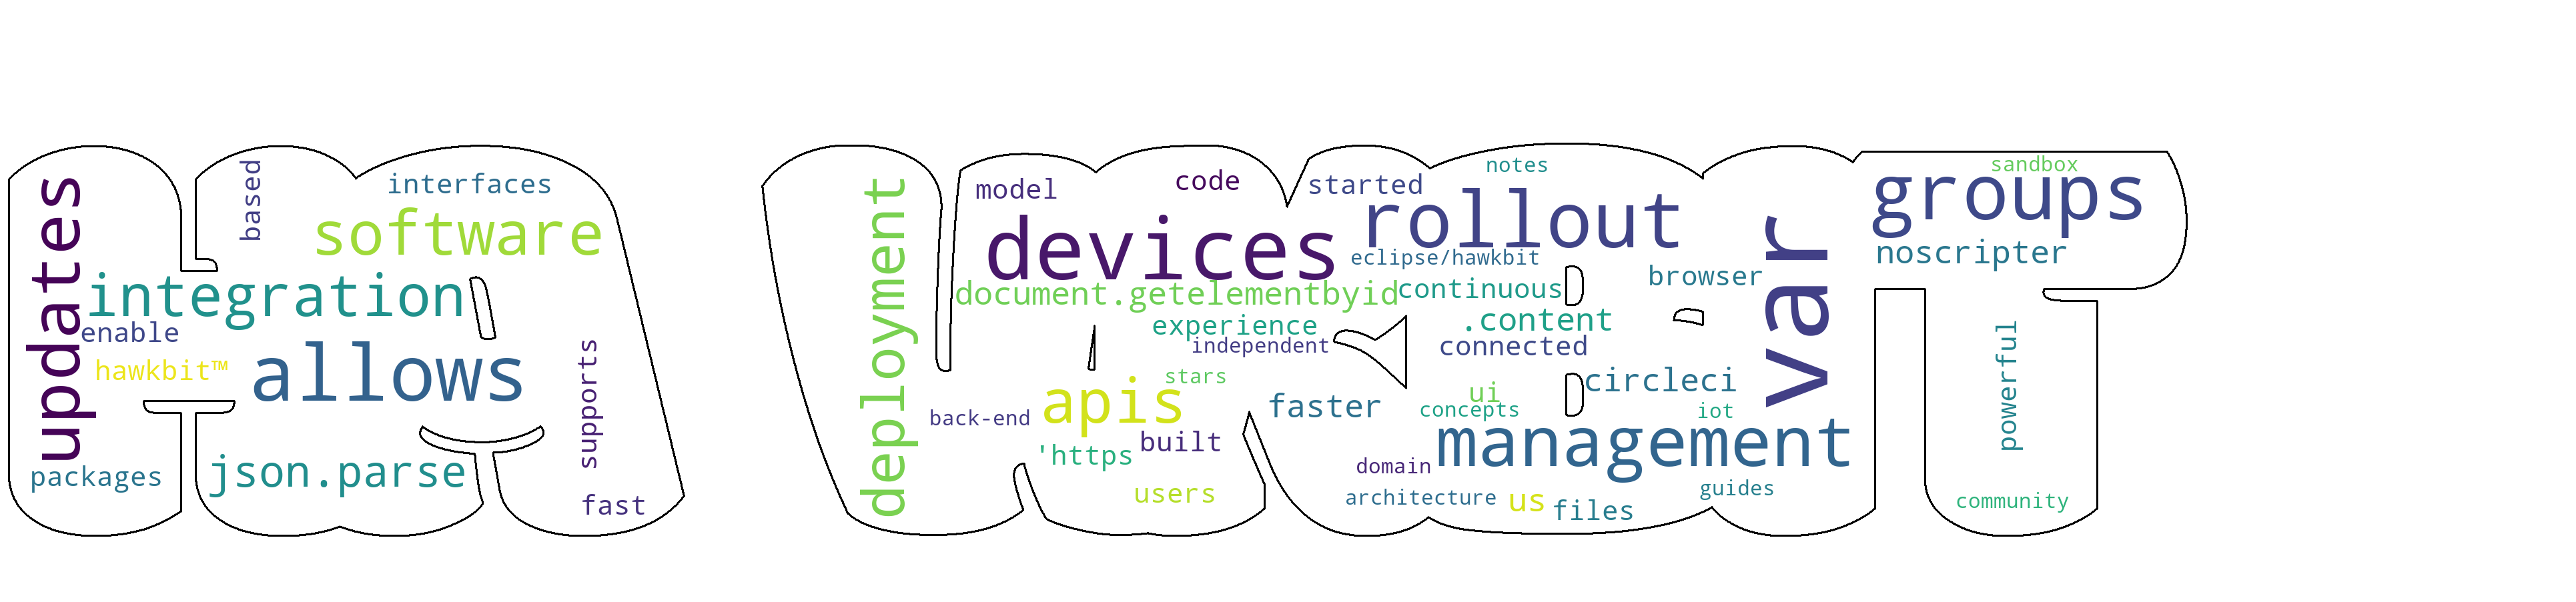 updates
based
interfaces
software
integration
enable
hawkbit™
allows
supports
packages
json.parse
fast
deployment
model
code
devices
document.getelementbyid
experience
independent
stars
apis
back-end
'https
built
users
started
notes
rollout
eclipse/hawkbit
continuous
browser
.content
connected
faster
ui
concepts
circleci
iot
management
domain
architecture
us
files
guides
var
sandbox
groups
noscripter
powerful
community